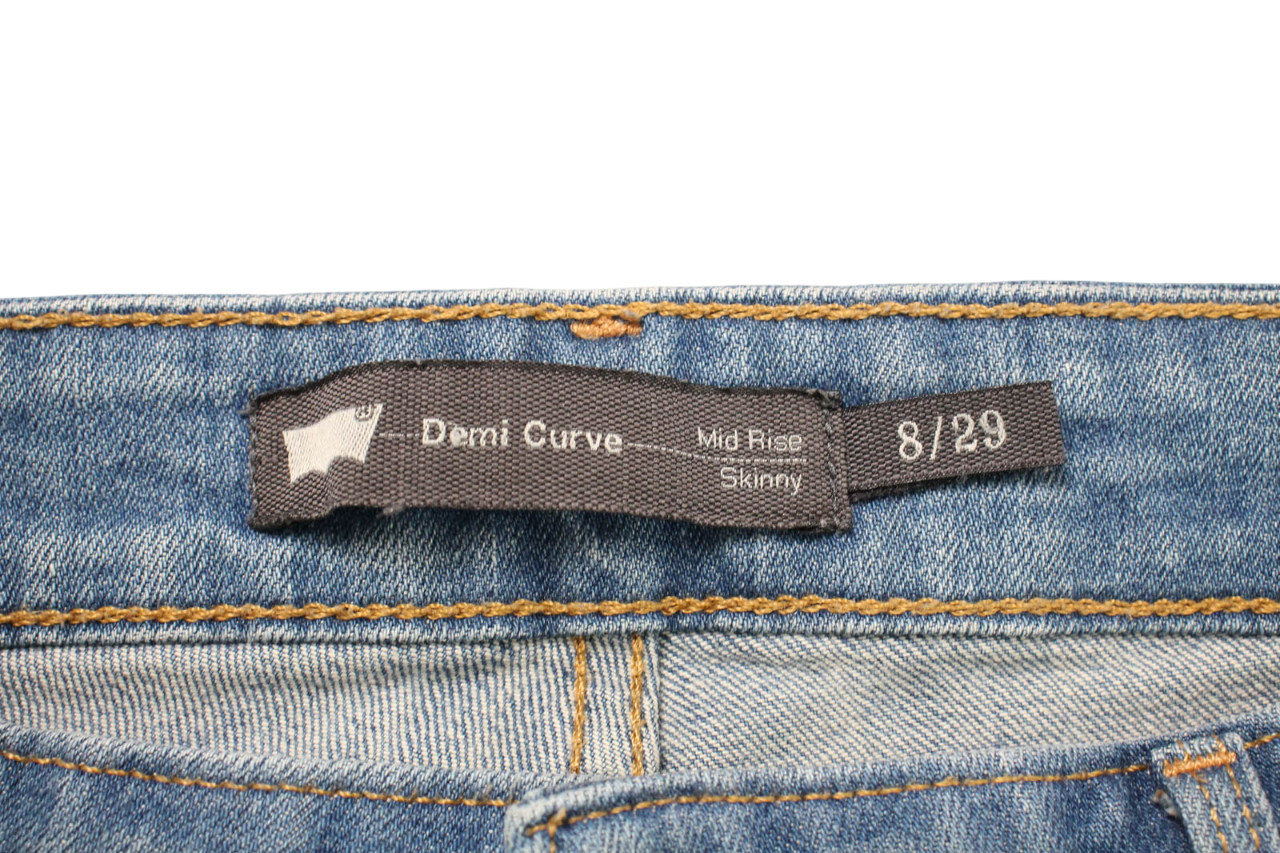 Demi Curve
Mid Rise
Skinny
8/29